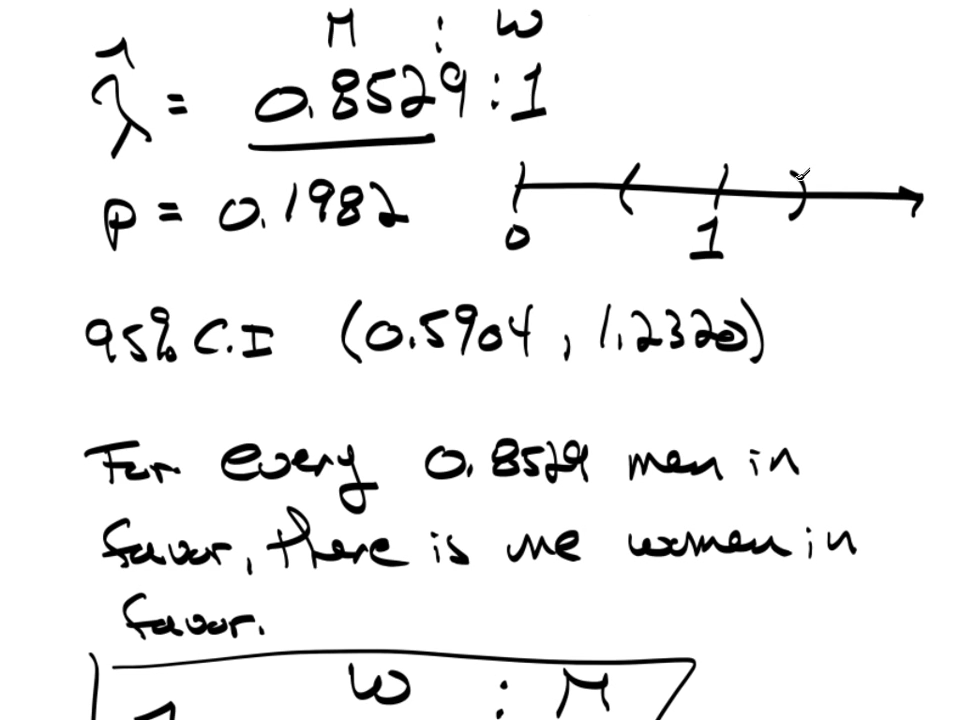 M : W
λ̂ = 0.8529 : 1
p = 0.1982
0 1
95% C.I (0.5904, 1.2320)
For every 0.8529 men in
favor, there is one women in
favor.
W : M